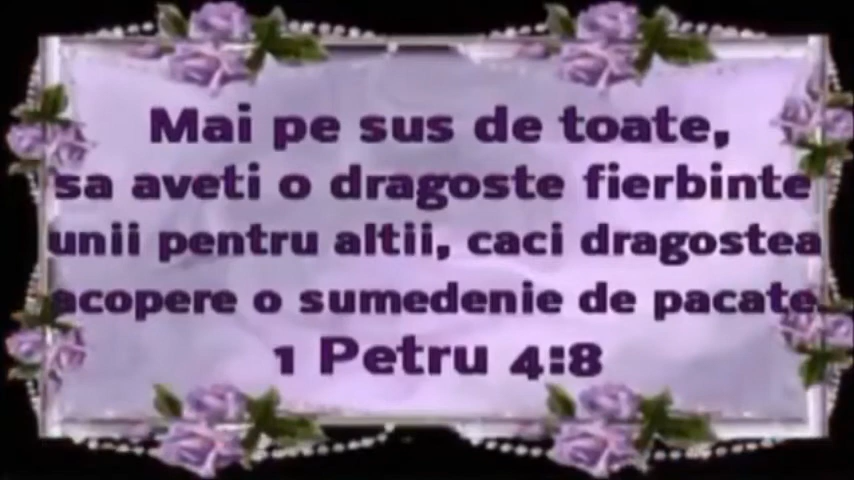 Mai pe sus de toate,
sa aveti o dragoste fierbinte
unii pentru altii, caci dragostea
acopere o sumedenie de pacate.
1 Petru 4:8